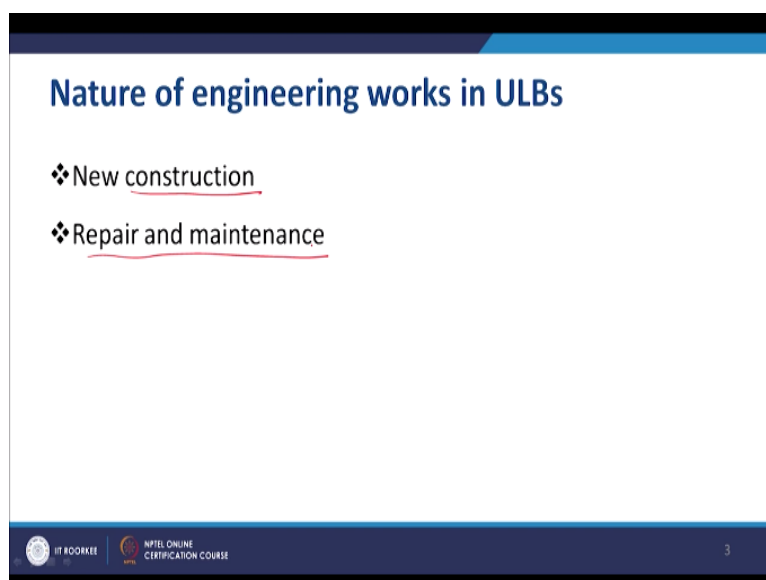 Nature of engineering works in ULBs
❖New construction
❖Repair and maintenance
IIT ROORKEE
NPTEL ONLINE
CERTIFICATION COURSE
3